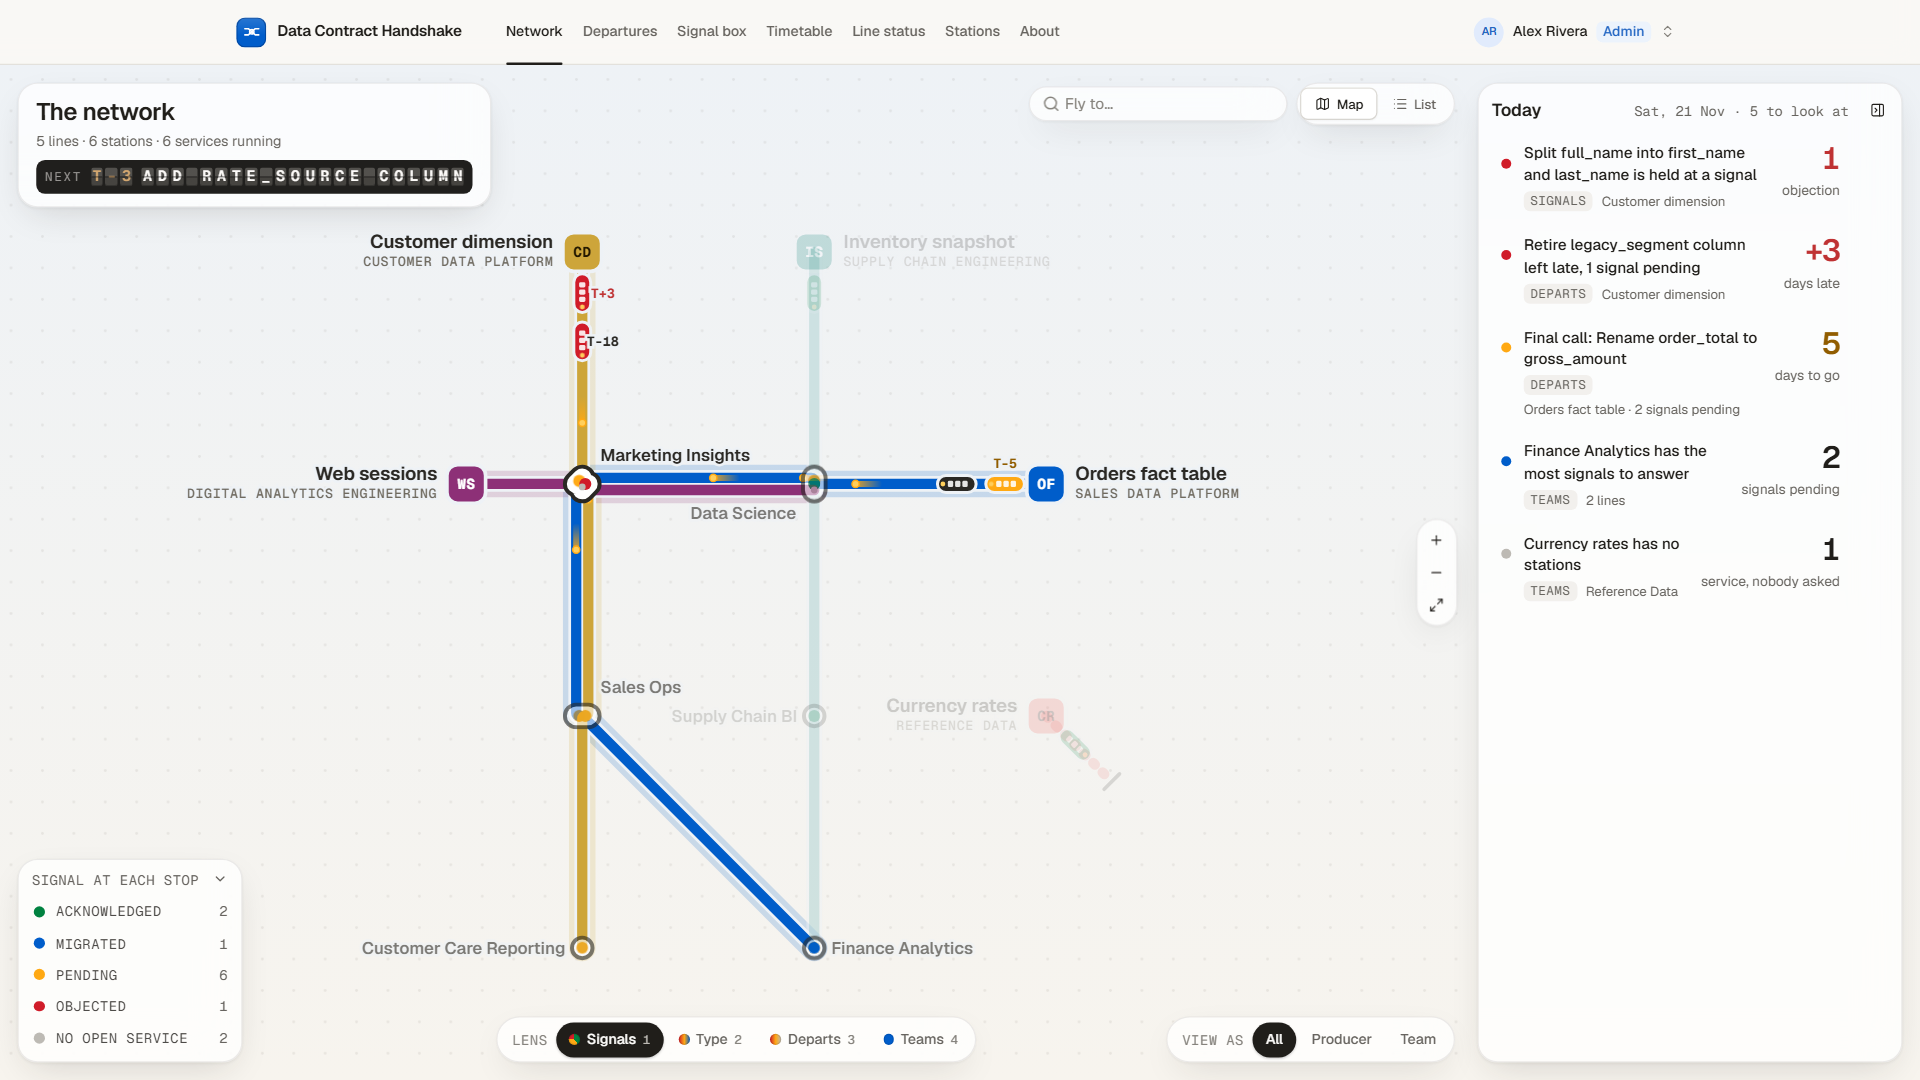 Data Contract Handshake
Network
Departures
Signal box
Timetable
Line status
Stations
About
AR
Alex Rivera
Admin
The network
5 lines · 6 stations · 6 services running
NEXT T-3 ADD RATE_SOURCE COLUMN
Fly to...
Map
List
Customer dimension
CUSTOMER DATA PLATFORM
CD
T+3
T-18
IS
Inventory snapshot
SUPPLY CHAIN ENGINEERING
Web sessions
DIGITAL ANALYTICS ENGINEERING
WS
Marketing Insights
Data Science
T-5
OF
Orders fact table
SALES DATA PLATFORM
Sales Ops
Supply Chain BI
Currency rates
REFERENCE DATA
CR
Customer Care Reporting
Finance Analytics
SIGNAL AT EACH STOP
ACKNOWLEDGED 2
MIGRATED 1
PENDING 6
OBJECTED 1
NO OPEN SERVICE 2
LENS
Signals 1
Type 2
Departs 3
Teams 4
VIEW AS
All
Producer
Team
Today
Sat, 21 Nov · 5 to look at
Split full_name into first_name
and last_name is held at a signal
SIGNALS Customer dimension
1
objection
Retire legacy_segment column
left late, 1 signal pending
DEPARTS Customer dimension
+3
days late
Final call: Rename order_total to
gross_amount
DEPARTS
Orders fact table · 2 signals pending
5
days to go
Finance Analytics has the
most signals to answer
TEAMS 2 lines
2
signals pending
Currency rates has no
stations
TEAMS Reference Data
1
service, nobody asked